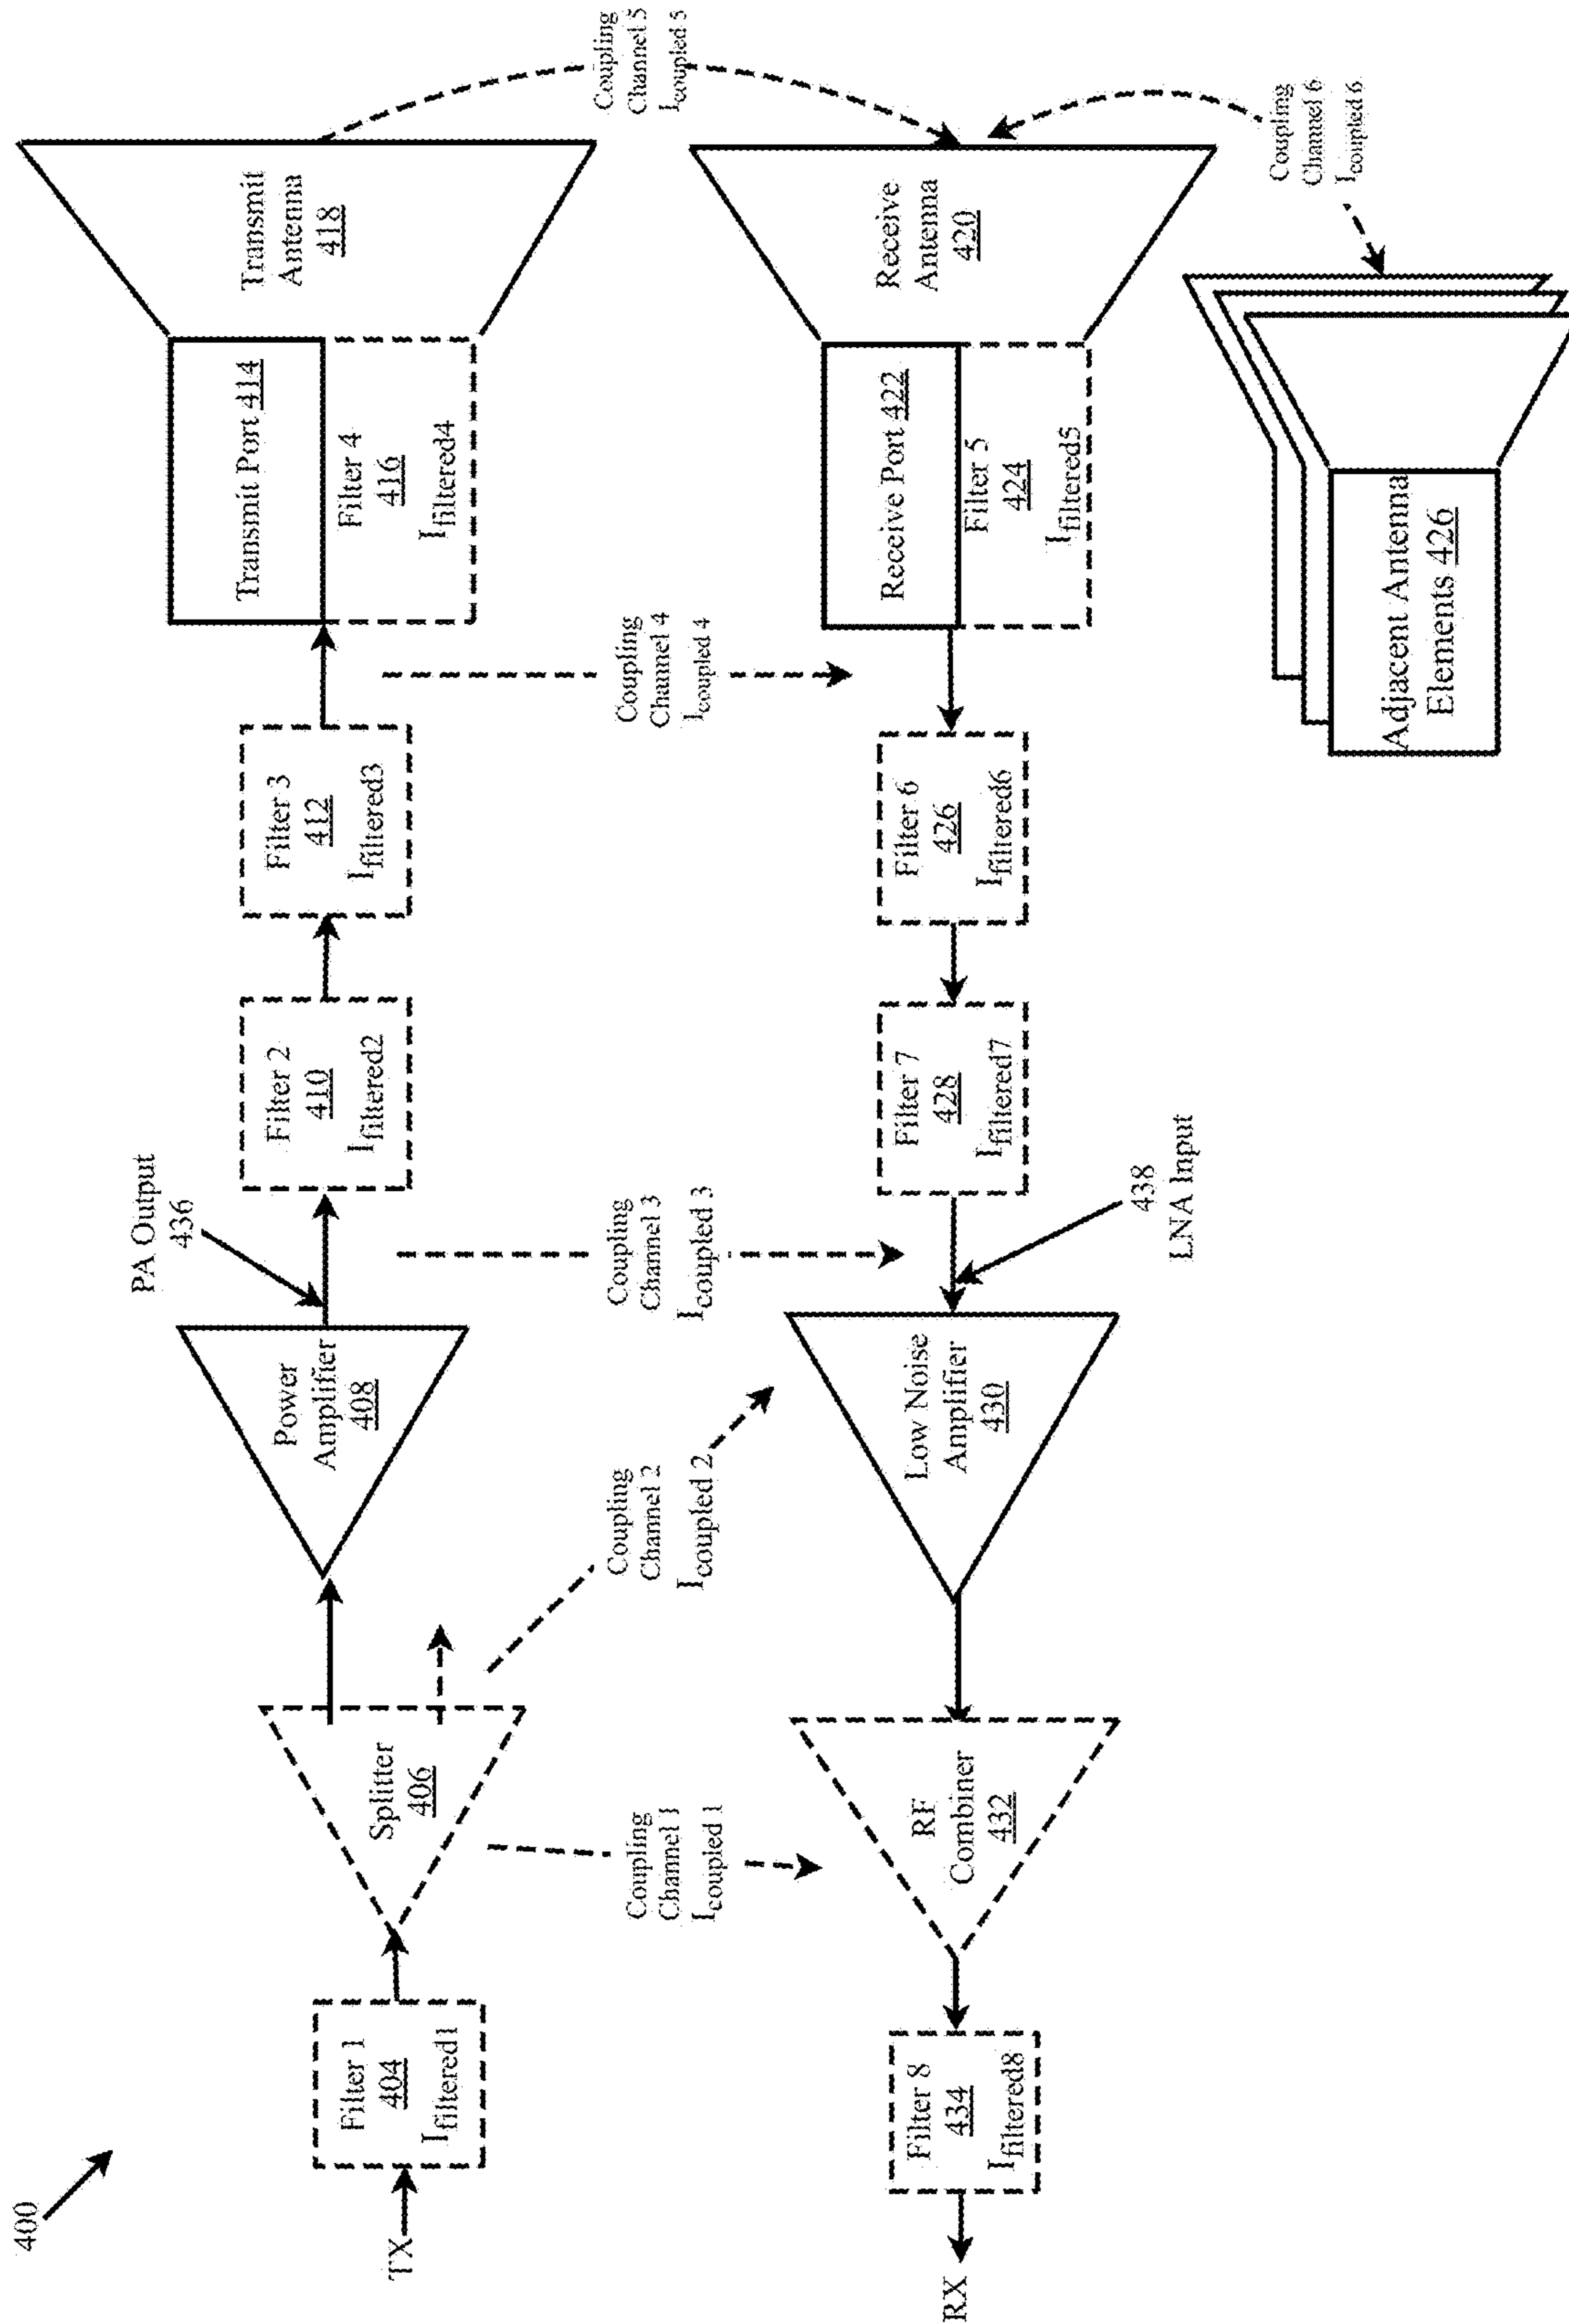 400
TX
Filter 1
404
Ifiltered1
Splitter
406
Power
Amplifier
408
PA Output
436
Filter 2
410
Ifiltered2
Filter 3
412
Ifiltered3
Transmit Port 414
Filter 4
416
Ifiltered4
Transmit
Antenna
418
Coupling
Channel 1
Icoupled 1
Coupling
Channel 2
Icoupled 2
Coupling
Channel 3
Icoupled 3
Coupling
Channel 4
Icoupled 4
Coupling
Channel 5
Icoupled 5
RX
Filter 8
434
Ifiltered8
RF
Combiner
432
Low Noise
Amplifier
430
438
LNA Input
Filter 7
428
Ifiltered7
Filter 6
426
Ifiltered6
Receive Port 422
Filter 5
424
Ifiltered5
Receive
Antenna
420
Coupling
Channel 6
Icoupled 6
Adjacent Antenna
Elements 426